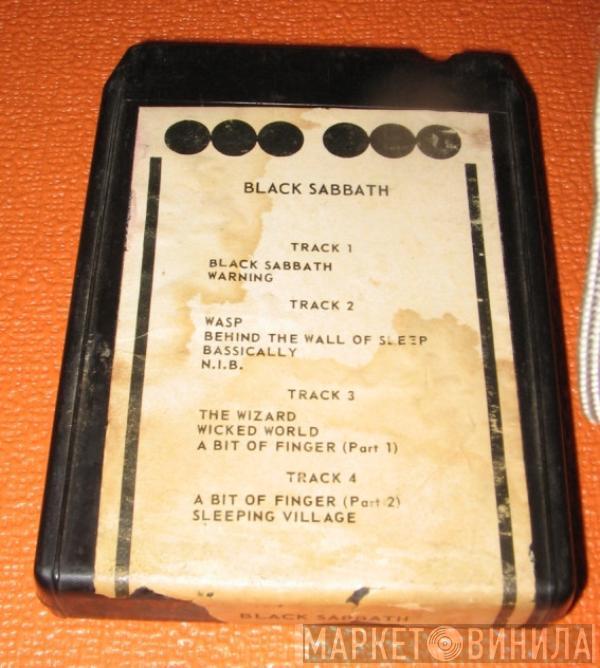 BLACK SABBATH
TRACK 1
BLACK SABBATH
WARNING
TRACK 2
WASP
BEHIND THE WALL OF SLEEP
BASSICALLY
N.I.B.
TRACK 3
THE WIZARD
WICKED WORLD
A BIT OF FINGER (Part 1)
TRACK 4
A BIT OF FINGER (Part 2)
SLEEPING VILLAGE
BLACK SABBATH
МАРКЕТ ВИНИЛА